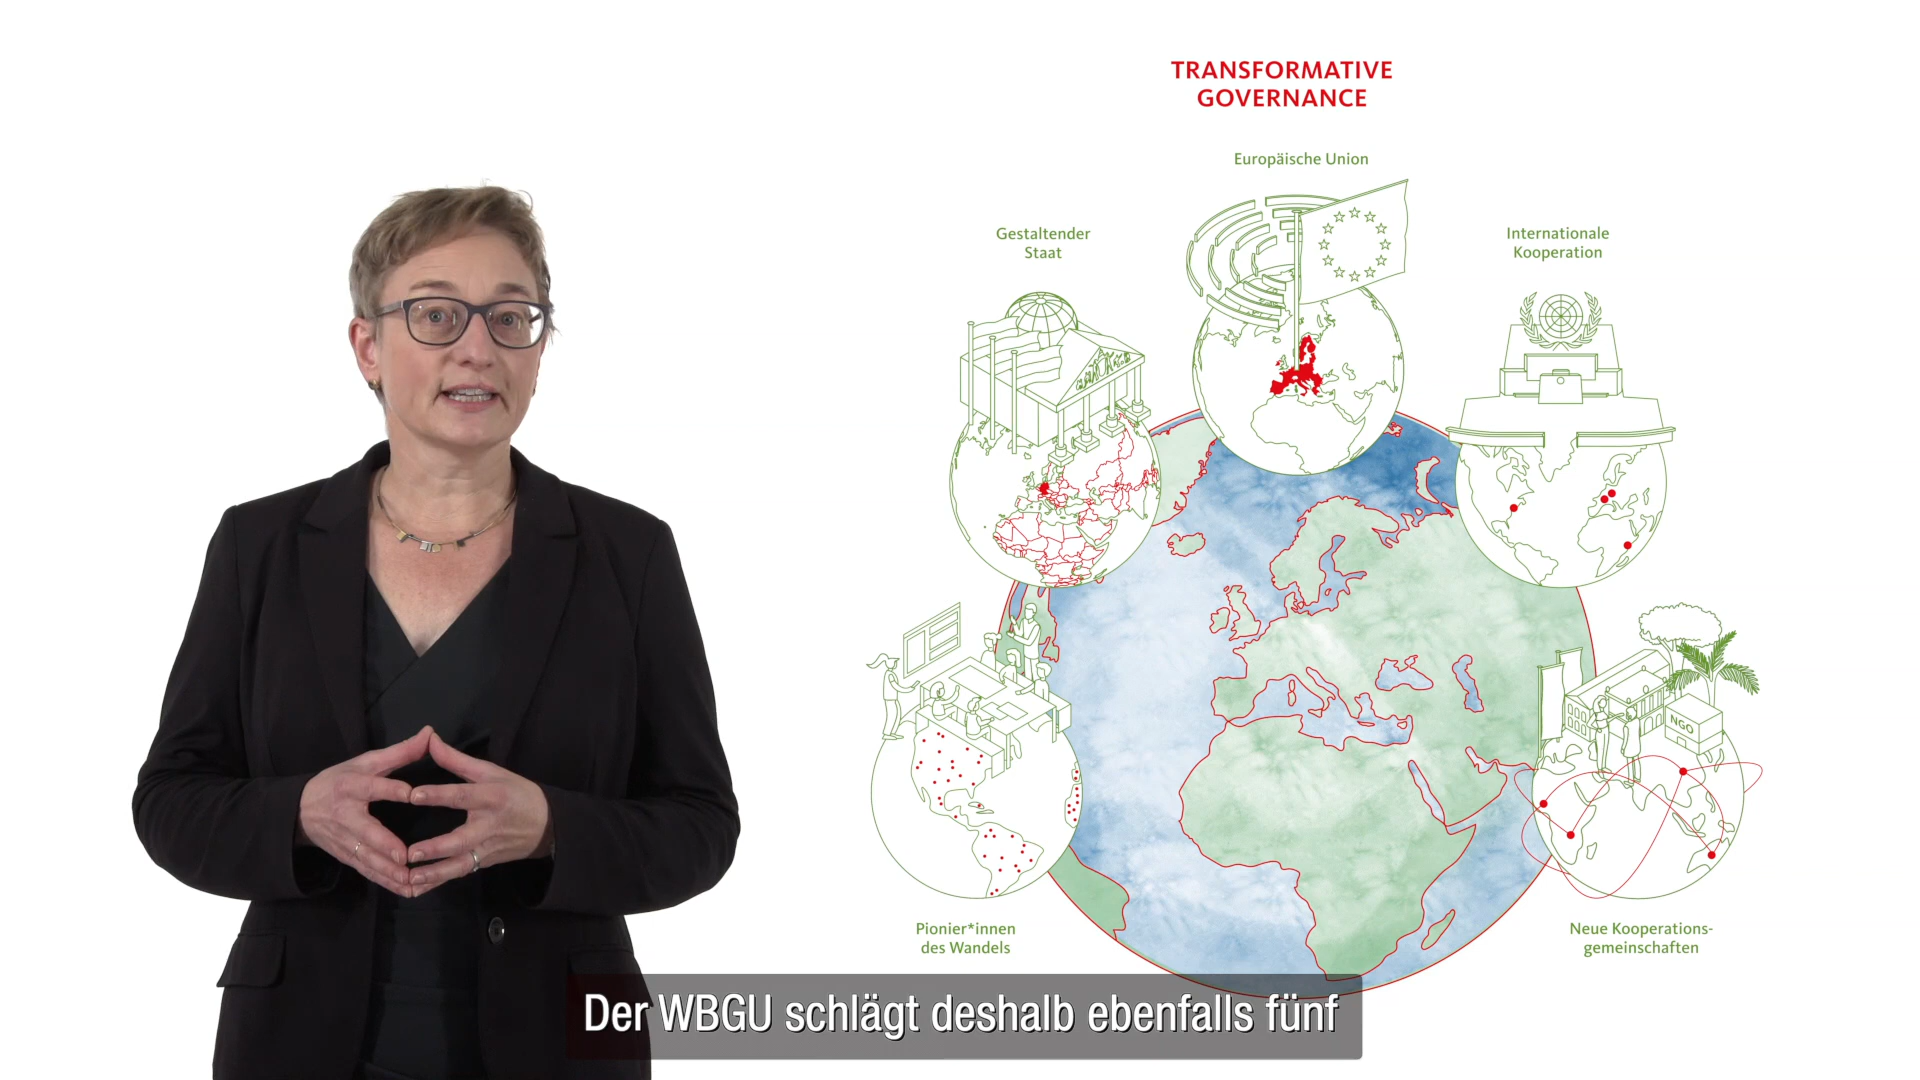 TRANSFORMATIVE
GOVERNANCE
Europäische Union
Gestaltender
Staat
Internationale
Kooperation
NGO
Pionier*innen
des Wandels
Neue Kooperations-
gemeinschaften
Der WBGU schlägt deshalb ebenfalls fünf